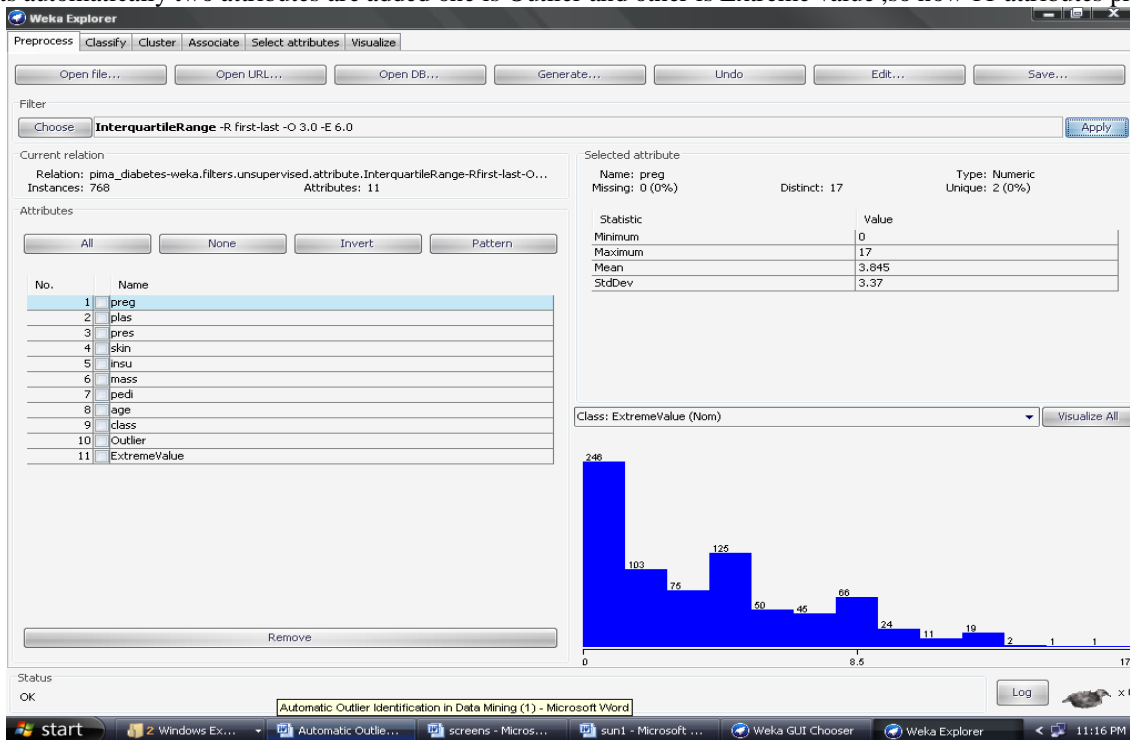 s automatically two attributes are added one is Outlier and other is Extreme Value ,so now 11 attributes pr
Weka Explorer
Preprocess Classify Cluster Associate Select attributes Visualize
Open file... Open URL... Open DB... Generate... Undo Edit... Save...
Filter
Choose InterquartileRange -R first-last -O 3.0 -E 6.0 Apply
Current relation
Relation: pima_diabetes-weka.filters.unsupervised.attribute.InterquartileRange-Rfirst-last-O...
Instances: 768 Attributes: 11
Attributes
All None Invert Pattern
No. Name
1 preg
2 plas
3 pres
4 skin
5 insu
6 mass
7 pedi
8 age
9 class
10 Outlier
11 ExtremeValue
Remove
Selected attribute
Name: preg Type: Numeric
Missing: 0 (0%) Distinct: 17 Unique: 2 (0%)
Statistic Value
Minimum 0
Maximum 17
Mean 3.845
StdDev 3.37
Class: ExtremeValue (Nom) Visualize All
246
103
75
125
50
45
66
24
11
19
2
1
1
0 8.5 17
Status
OK
Log x
Automatic Outlier Identification in Data Mining (1) - Microsoft Word
start 2 Windows Ex... Automatic Outlie... screens - Micros... sun1 - Microsoft ... Weka GUI Chooser Weka Explorer < 11:16 PM